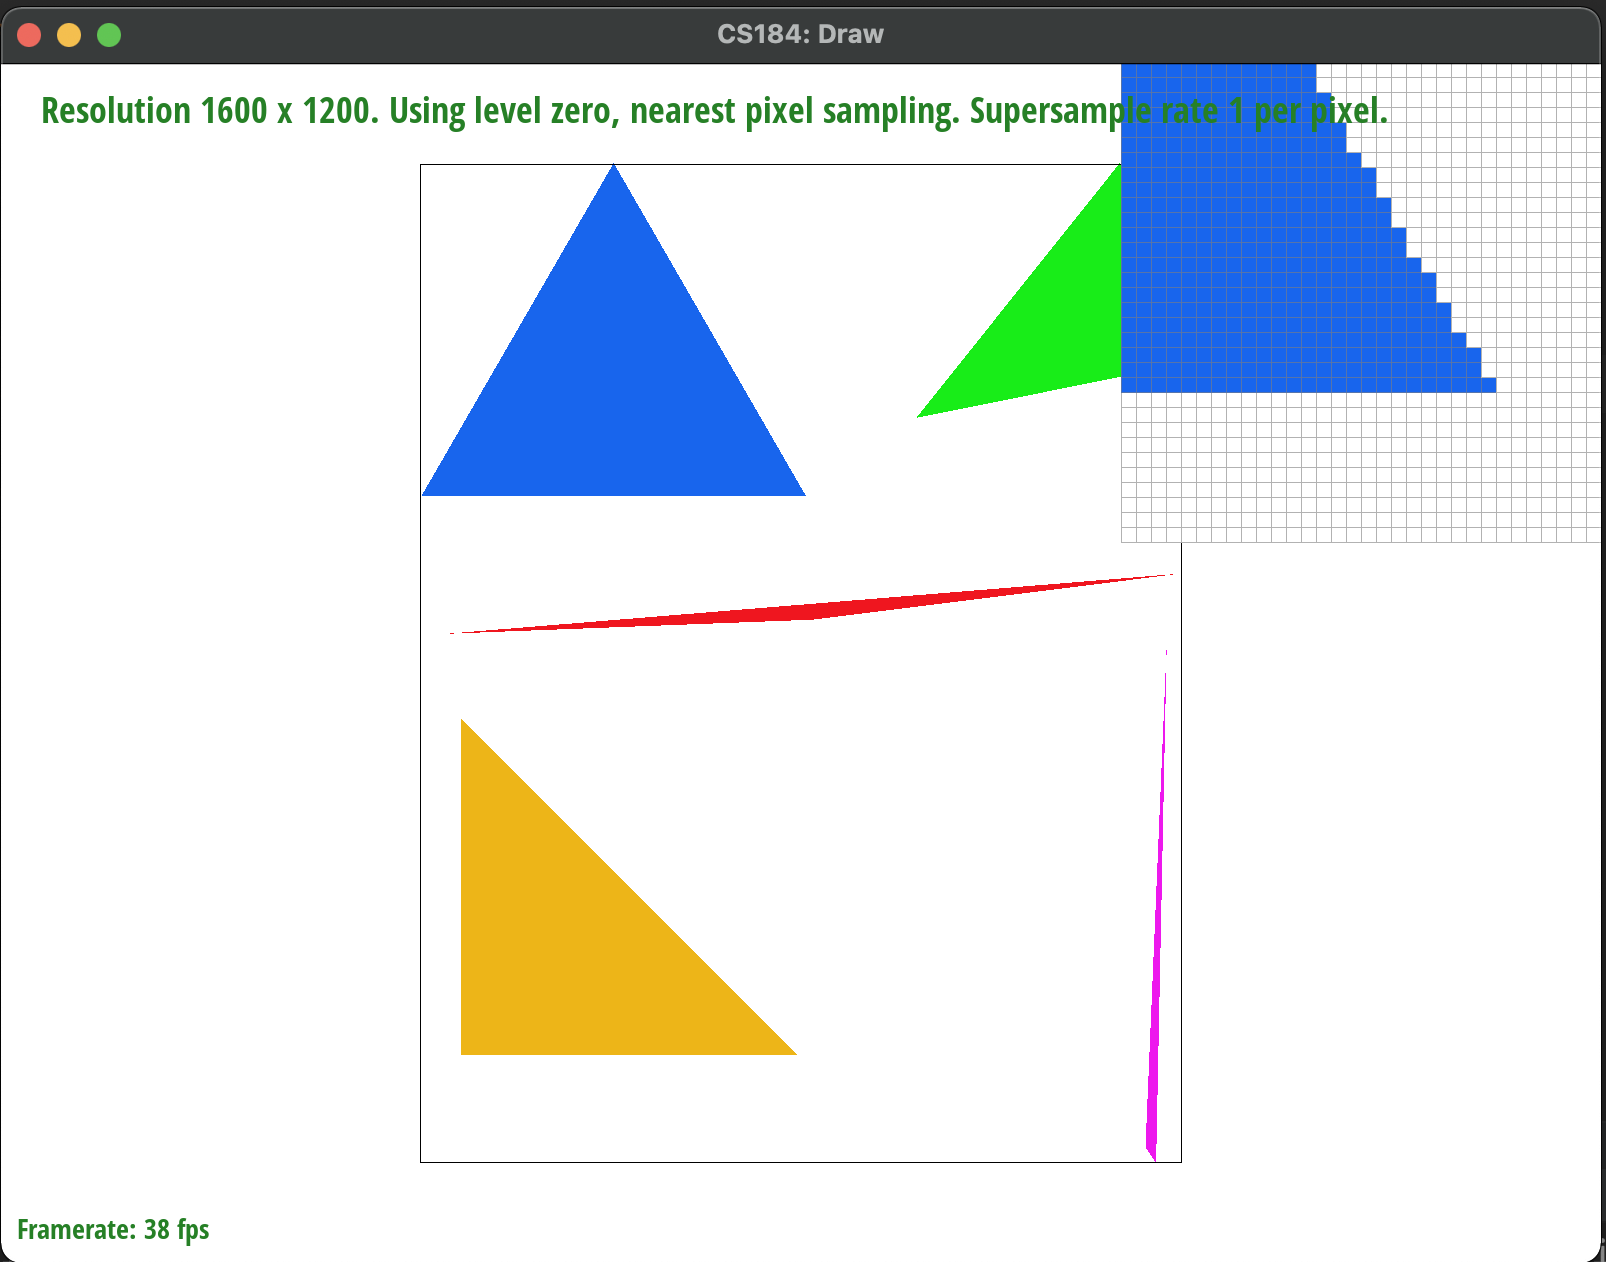 CS184: Draw
Resolution 1600 x 1200. Using level zero, nearest pixel sampling. Supersample rate 1 per pixel.
Framerate: 38 fps